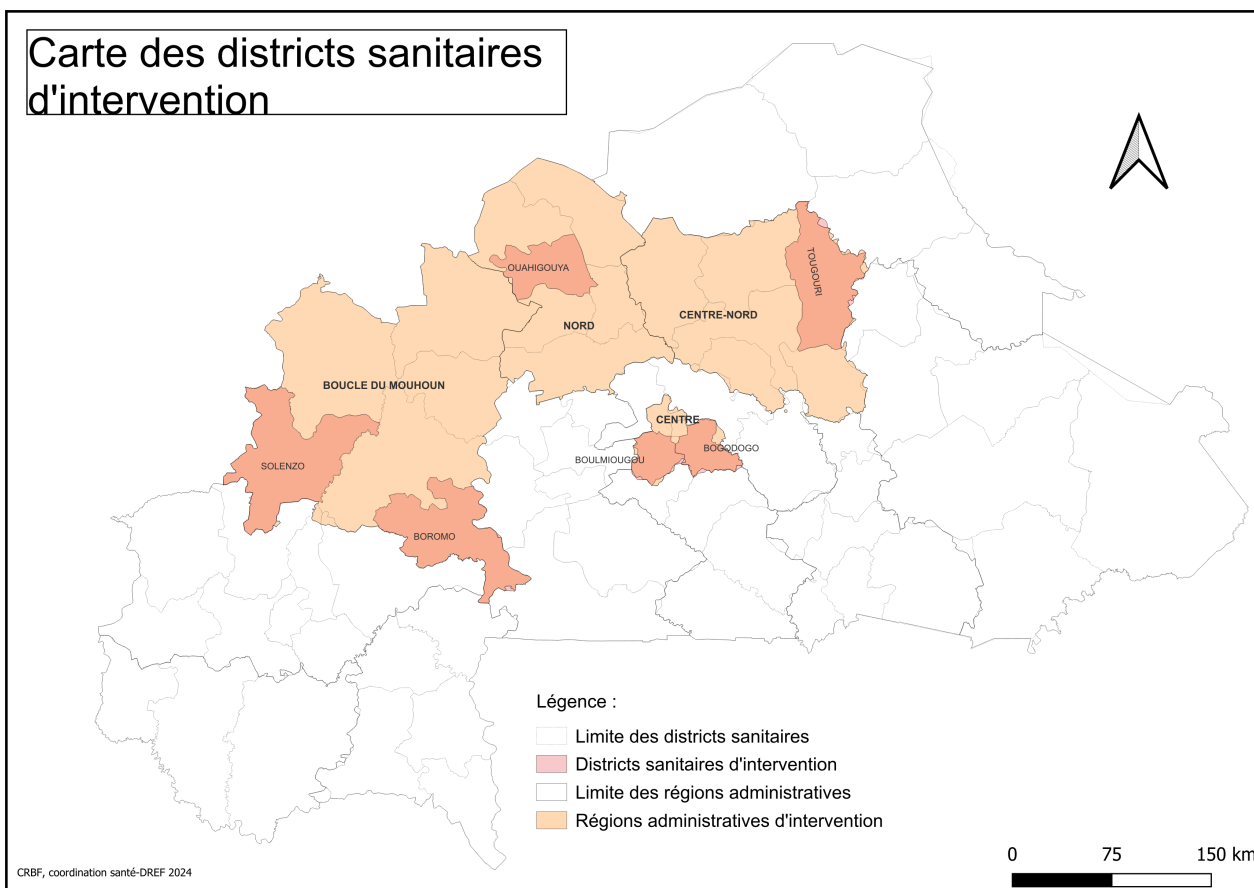 Carte des districts sanitaires
d'intervention
TOUGOURI
OUAHIGOUYA
CENTRE-NORD
NORD
BOUCLE DU MOUHOUN
CENTRE
BOGODOGO
BOULMIOUGOU
SOLENZO
BOROMO
Légence :
Limite des districts sanitaires
Districts sanitaires d'intervention
Limite des régions administratives
Régions administratives d'intervention
0 75 150 km
CRBF, coordination santé-DREF 2024